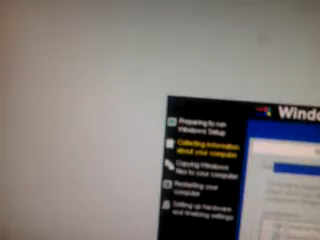 Windo
Preparing to run
Windows Setup
Collecting information
about your computer
Copying Windows
files to your computer
Restarting your
computer
Setting up hardware
and finalizing settings